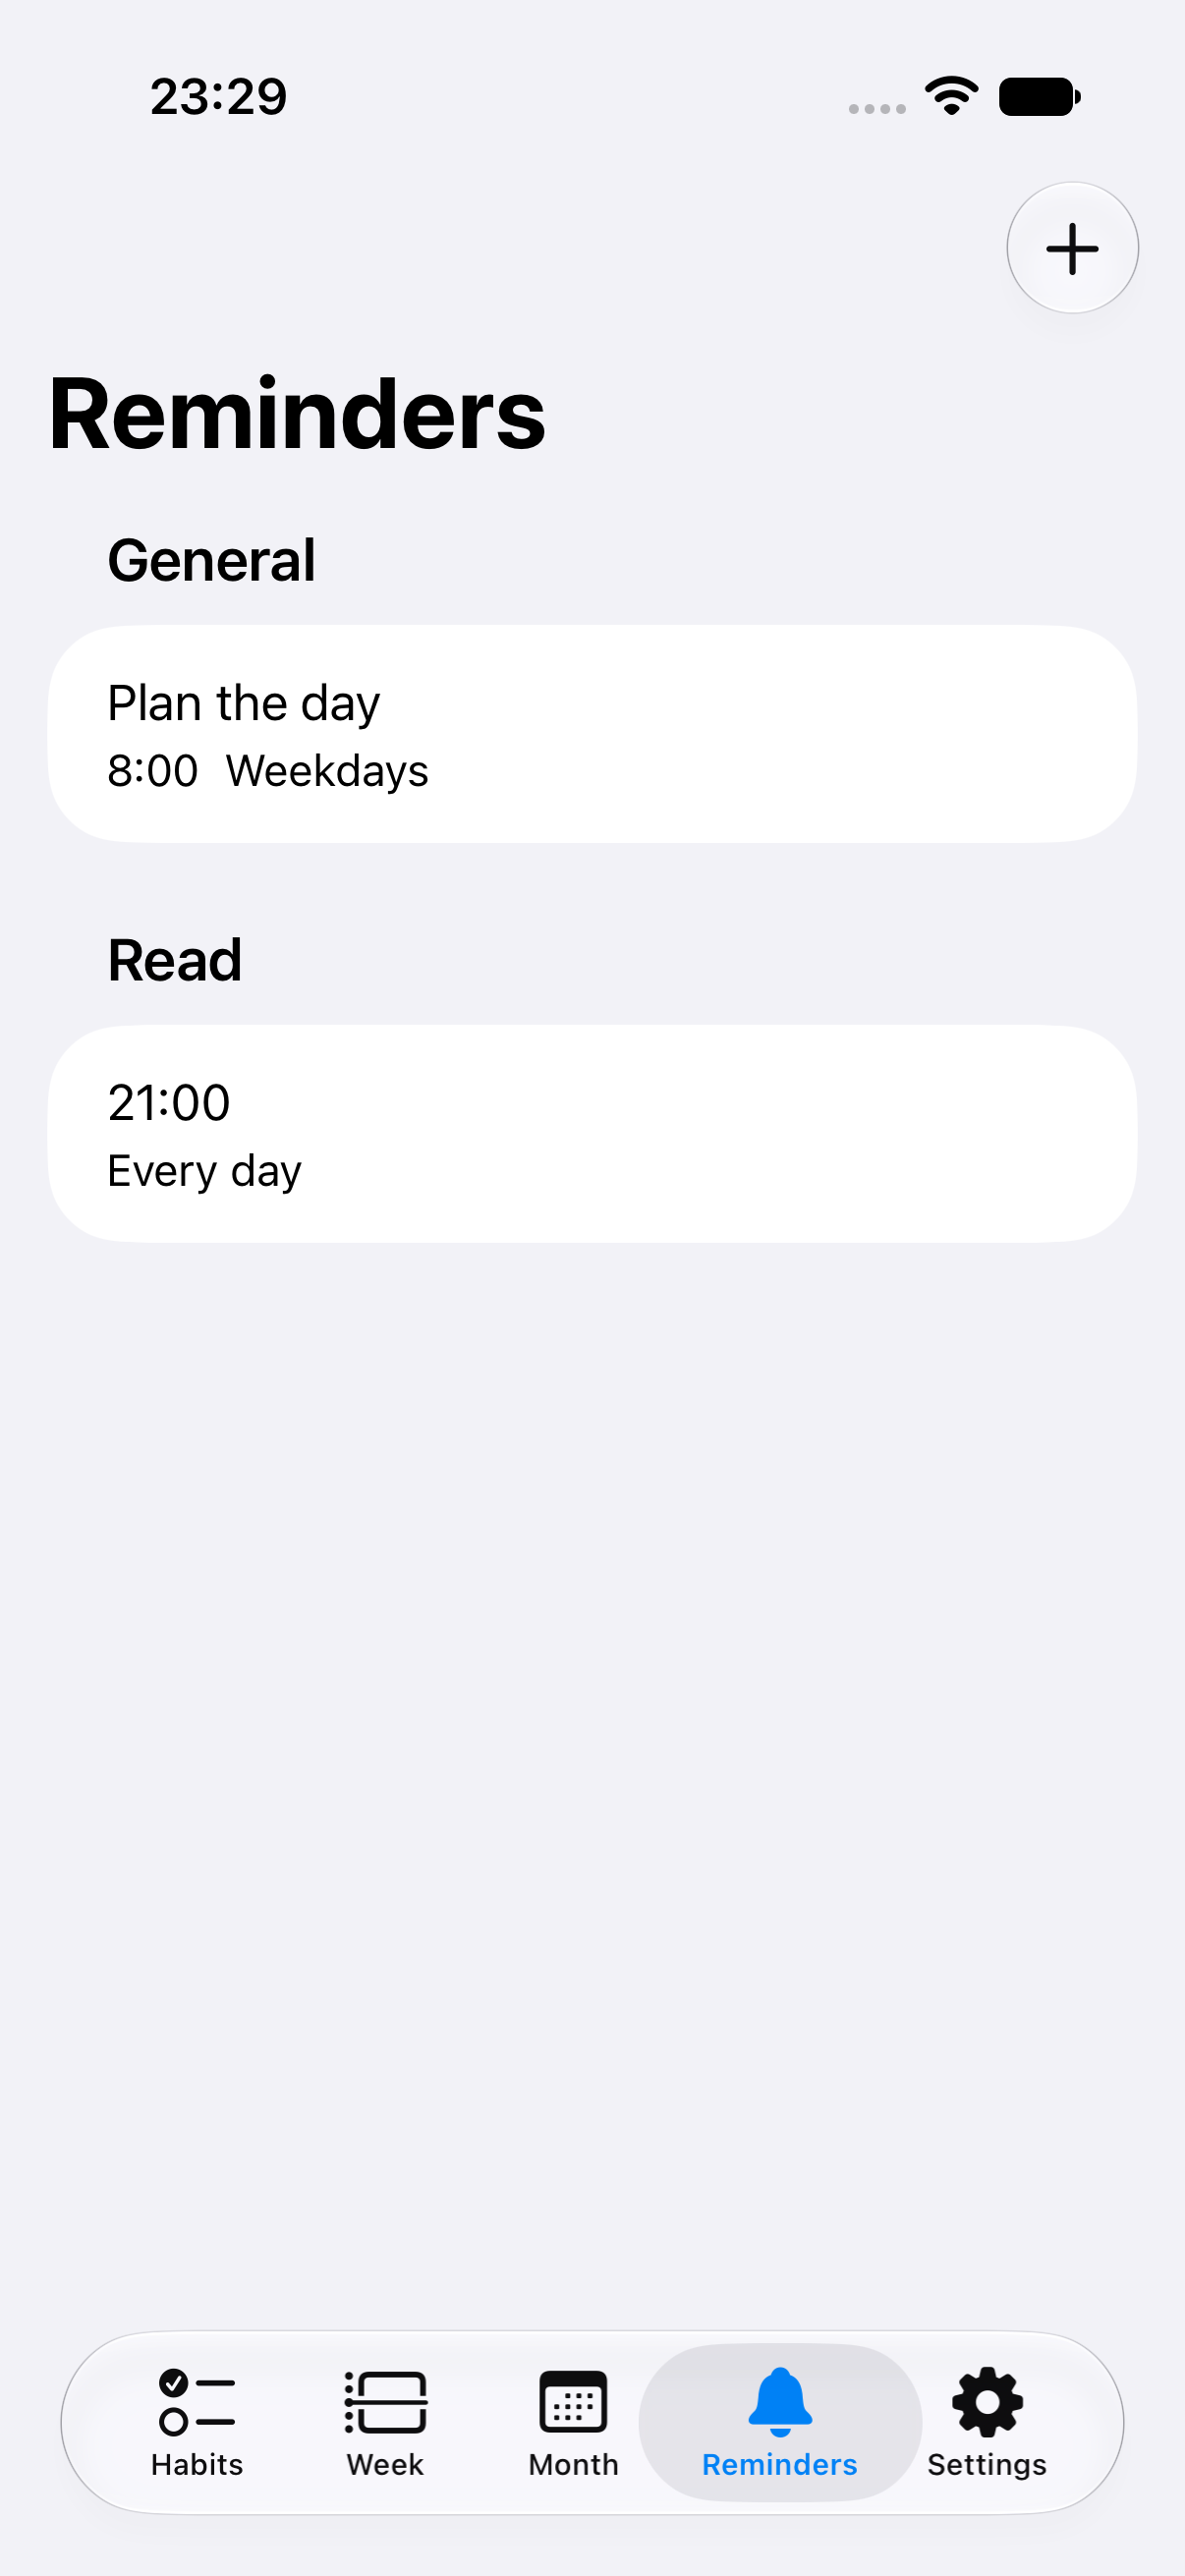 23:29
Reminders
General
Plan the day
8:00 Weekdays
Read
21:00
Every day
Habits
Week
Month
Reminders
Settings